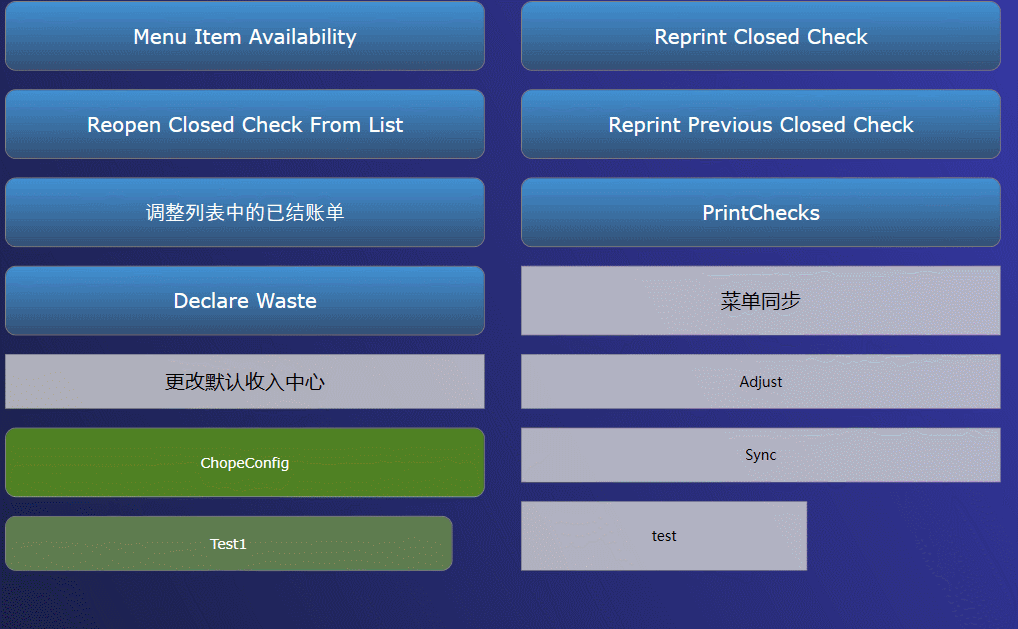 Menu Item Availability
Reprint Closed Check
Reopen Closed Check From List
Reprint Previous Closed Check
调整列表中的已结账单
PrintChecks
Declare Waste
菜单同步
更改默认收入中心
Adjust
ChopeConfig
Sync
Test1
test